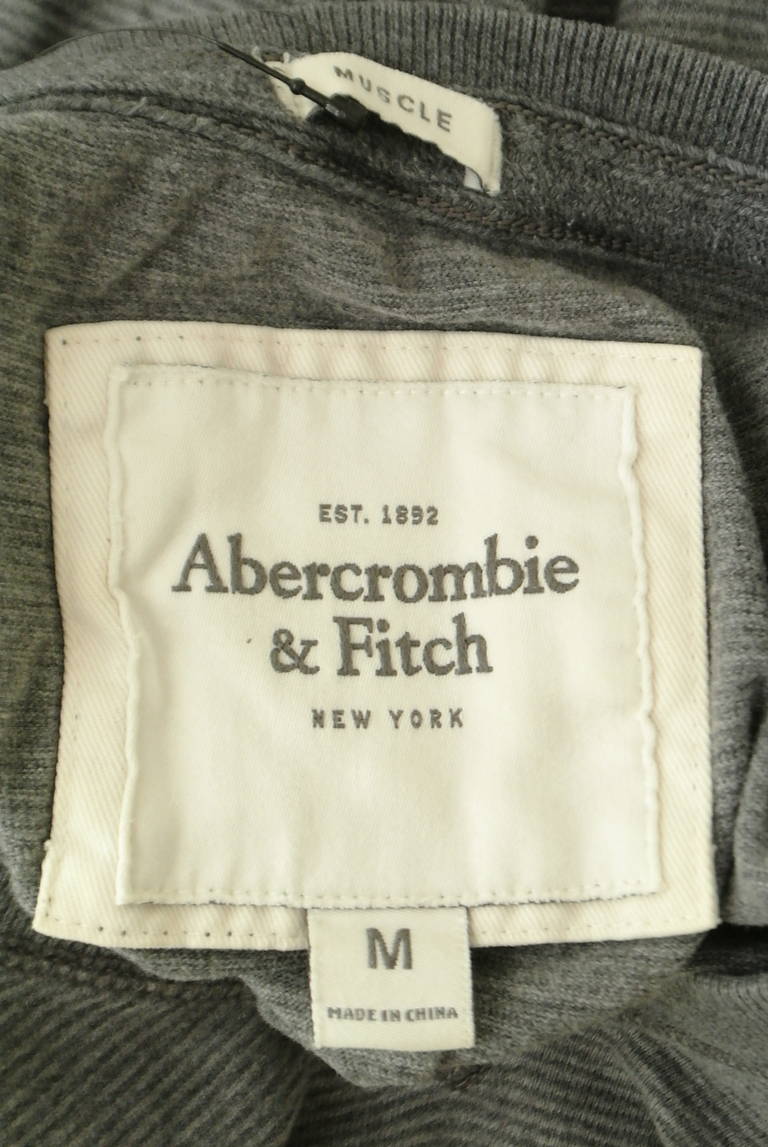 MUSCLE
EST. 1892
Abercrombie
& Fitch
NEW YORK
M
MADE IN CHINA